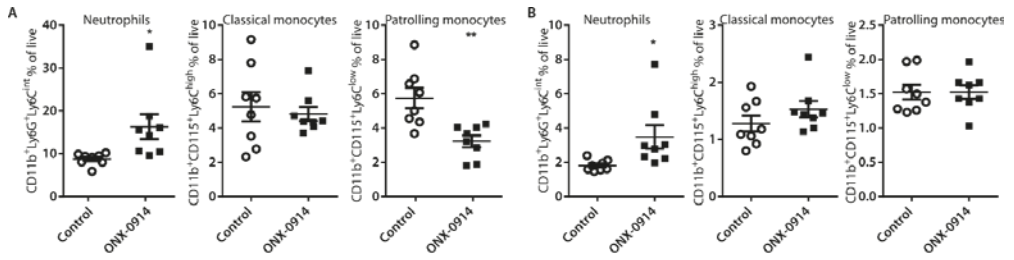 A
Neutrophils
CD11b⁺Ly6G⁺Ly6Cⁱⁿᵗ % of live
40
30
20
10
0
Control
ONX-0914
*
Classical monocytes
CD11b⁺CD115⁺Ly6Cʰⁱᵍʰ % of live
10
8
6
4
2
0
Control
ONX-0914
Patrolling monocytes
CD11b⁺CD115⁺Ly6Cˡᵒʷ % of live
10
8
6
4
2
0
Control
ONX-0914
**
B
Neutrophils
CD11b⁺Ly6G⁺Ly6Cⁱⁿᵗ % of live
10
8
6
4
2
0
Control
ONX-0914
*
Classical monocytes
CD11b⁺CD115⁺Ly6Cʰⁱᵍʰ % of live
3
2
1
0
Control
ONX-0914
Patrolling monocytes
CD11b⁺CD115⁺Ly6Cˡᵒʷ % of live
2.5
2.0
1.5
1.0
0.5
0.0
Control
ONX-0914